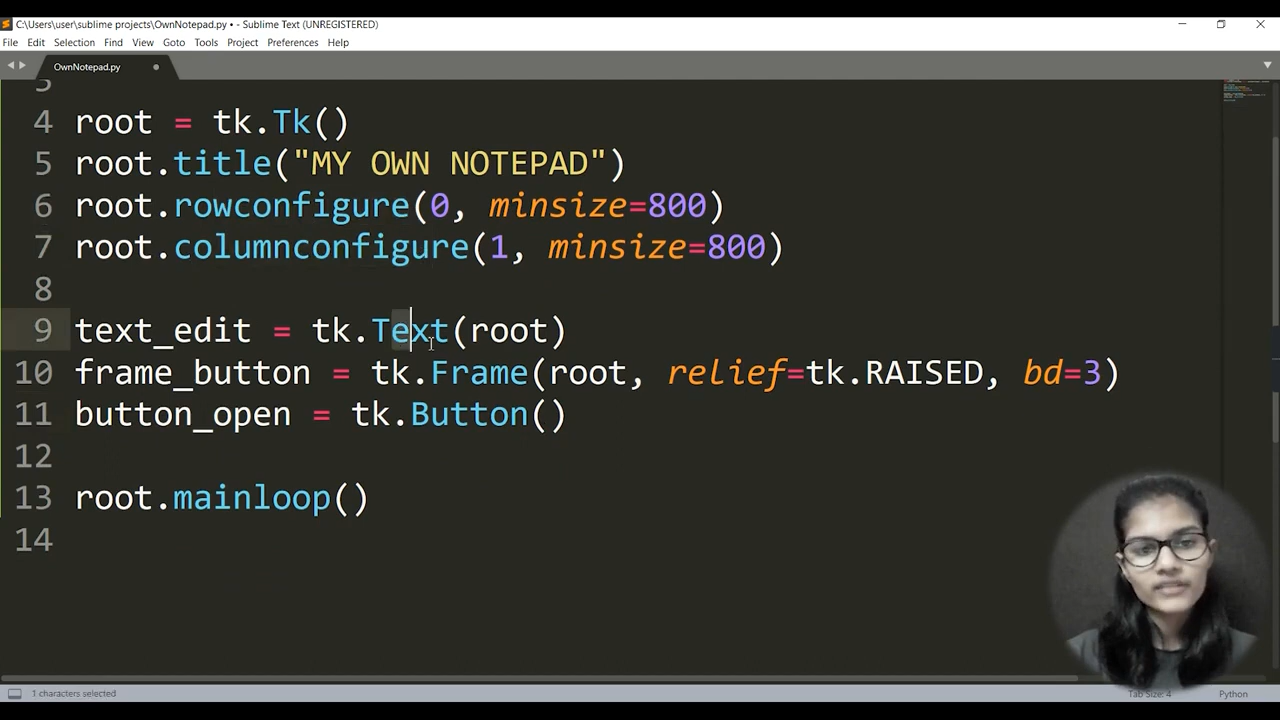 C:\Users\user\sublime projects\OwnNotepad.py • - Sublime Text (UNREGISTERED)
File Edit Selection Find View Goto Tools Project Preferences Help
OwnNotepad.py
3
4 root = tk.Tk()
5 root.title("MY OWN NOTEPAD")
6 root.rowconfigure(0, minsize=800)
7 root.columnconfigure(1, minsize=800)
8
9 text_edit = tk.Text(root)
10 frame_button = tk.Frame(root, relief=tk.RAISED, bd=3)
11 button_open = tk.Button()
12
13 root.mainloop()
14
1 characters selected
Tab Size: 4 Python